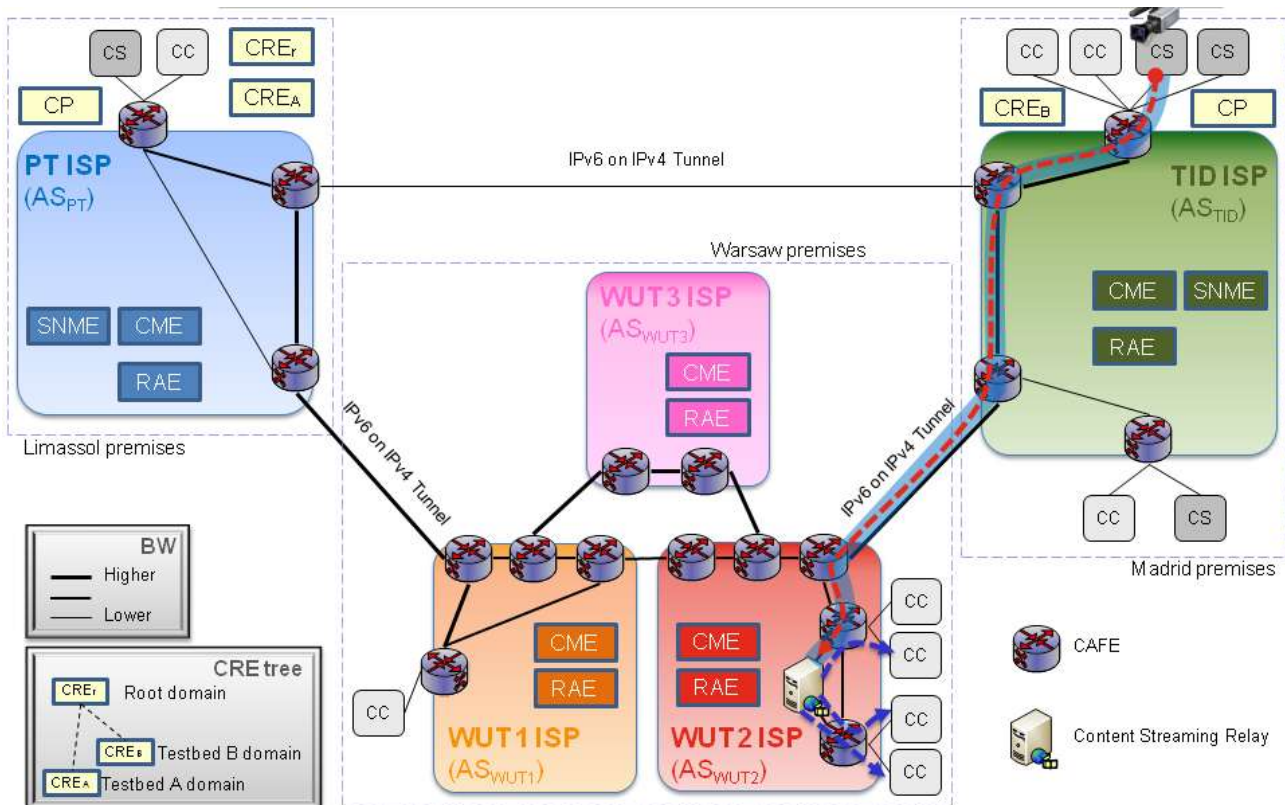 CS
CC
CREr
CREA
CP
PT ISP
(ASPT)
SNME
CME
RAE
Limassol premises
IPv6 on IPv4 Tunnel
CC
CC
CS
CS
CREB
CP
TID ISP
(ASTID)
CME
SNME
RAE
CC
CS
Madrid premises
Warsaw premises
WUT3 ISP
(ASWUT3)
CME
RAE
IPv6 on IPv4 Tunnel
IPv6 on IPv4 Tunnel
CME
RAE
CC
WUT1 ISP
(ASWUT1)
CME
RAE
WUT2 ISP
(ASWUT2)
CC
CC
CC
CC
BW
Higher
Lower
CRE tree
CREr
Root domain
CREB
Testbed B domain
CREA
Testbed A domain
CAFE
Content Streaming Relay